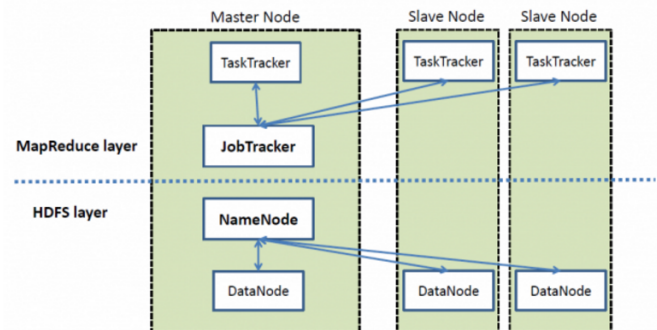 Master Node
Slave Node
Slave Node
TaskTracker
TaskTracker
TaskTracker
MapReduce layer
JobTracker
HDFS layer
NameNode
DataNode
DataNode
DataNode